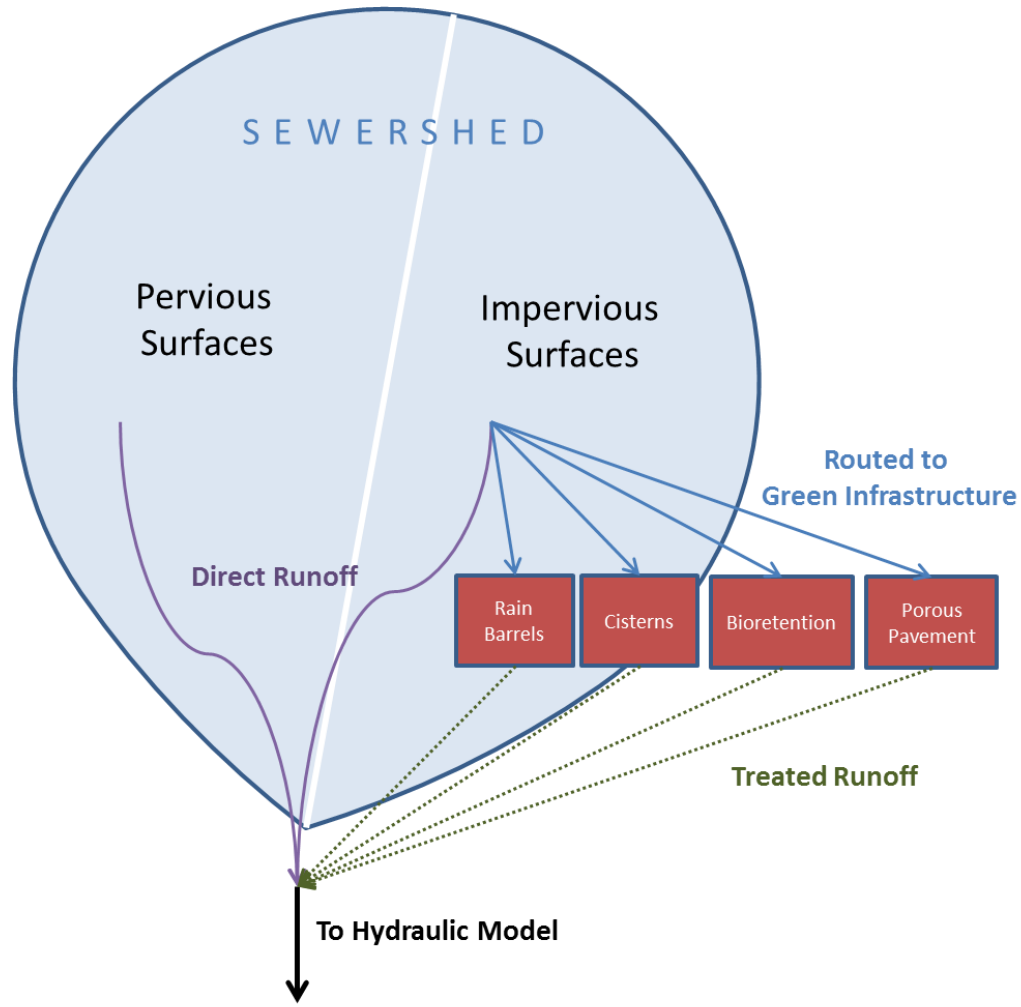 SEWERSHED
Pervious
Surfaces
Impervious
Surfaces
Routed to
Green Infrastructure
Direct Runoff
Rain
Barrels
Cisterns
Bioretention
Porous
Pavement
Treated Runoff
To Hydraulic Model